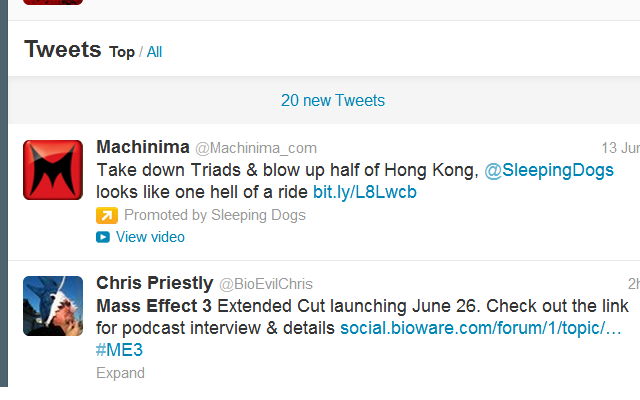 Tweets Top / All
20 new Tweets
Machinima @Machinima_com 13 Jun
Take down Triads & blow up half of Hong Kong, @SleepingDogs
looks like one hell of a ride bit.ly/L8Lwcb
Promoted by Sleeping Dogs
View video
Chris Priestly @BioEvilChris 2h
Mass Effect 3 Extended Cut launching June 26. Check out the link
for podcast interview & details social.bioware.com/forum/1/topic/…
#ME3
Expand